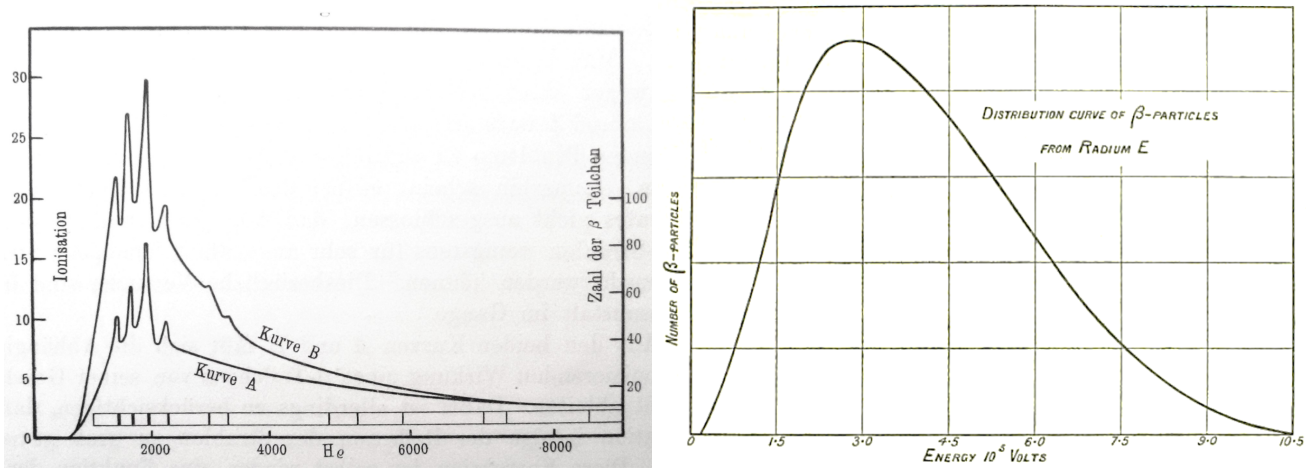 30
25
20
15
10
5
0
Ionisation
Kurve B
Kurve A
100
80
60
40
20
Zahl der β Teilchen
2000
4000
6000
8000
Hϱ
DISTRIBUTION CURVE OF β-PARTICLES
FROM RADIUM E
NUMBER OF β-PARTICLES
0
1·5
3·0
4·5
6·0
7·5
9·0
10·5
ENERGY 10⁵ VOLTS